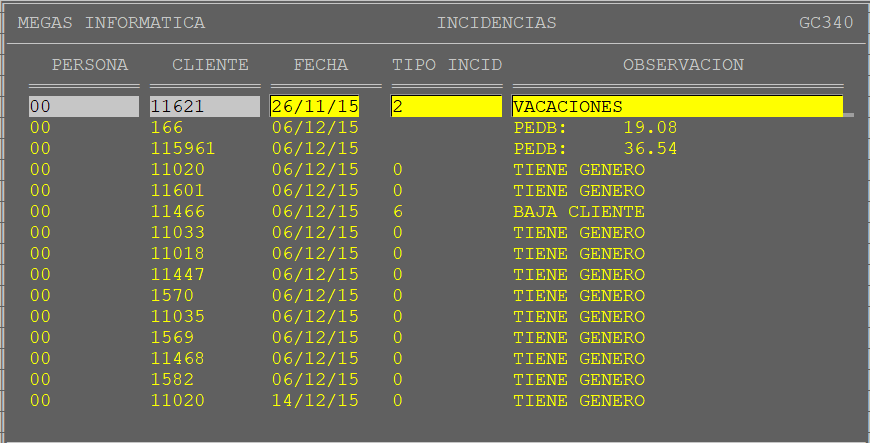 MEGAS INFORMATICA INCIDENCIAS GC340
PERSONA CLIENTE FECHA TIPO INCID OBSERVACION
00 11621 26/11/15 2 VACACIONES
00 166 06/12/15 PEDB: 19.08
00 115961 06/12/15 PEDB: 36.54
00 11020 06/12/15 0 TIENE GENERO
00 11601 06/12/15 0 TIENE GENERO
00 11466 06/12/15 6 BAJA CLIENTE
00 11033 06/12/15 0 TIENE GENERO
00 11018 06/12/15 0 TIENE GENERO
00 11447 06/12/15 0 TIENE GENERO
00 1570 06/12/15 0 TIENE GENERO
00 11035 06/12/15 0 TIENE GENERO
00 1569 06/12/15 0 TIENE GENERO
00 11468 06/12/15 0 TIENE GENERO
00 1582 06/12/15 0 TIENE GENERO
00 11020 14/12/15 0 TIENE GENERO